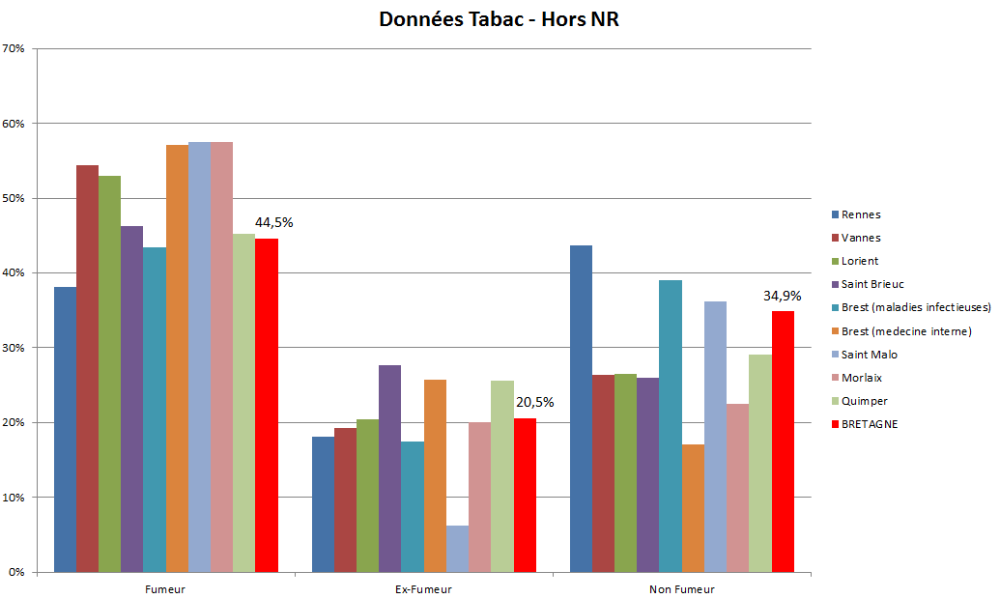 Données Tabac - Hors NR
70%
60%
50%
40%
30%
20%
10%
0%
44,5%
20,5%
34,9%
Fumeur
Ex-Fumeur
Non Fumeur
Rennes
Vannes
Lorient
Saint Brieuc
Brest (maladies infectieuses)
Brest (medecine interne)
Saint Malo
Morlaix
Quimper
BRETAGNE